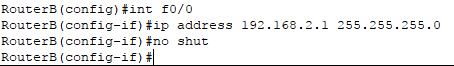 RouterB(config)#int f0/0
RouterB(config-if)#ip address 192.168.2.1 255.255.255.0
RouterB(config-if)#no shut
RouterB(config-if)#